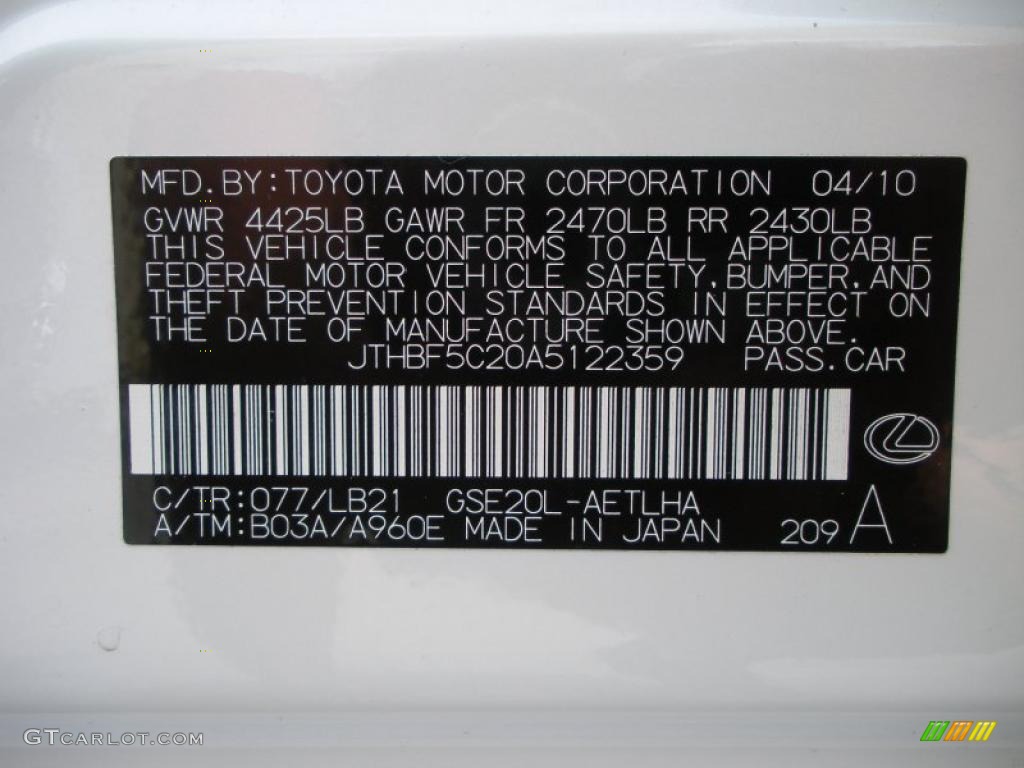 MFD.BY:TOYOTA MOTOR CORPORATION 04/10
GVWR 4425LB GAWR FR 2470LB RR 2430LB
THIS VEHICLE CONFORMS TO ALL APPLICABLE
FEDERAL MOTOR VEHICLE SAFETY,BUMPER,AND
THEFT PREVENTION STANDARDS IN EFFECT ON
THE DATE OF MANUFACTURE SHOWN ABOVE.
JTHBF5C20A5122359 PASS.CAR
C/TR:077/LB21 GSE20L-AETLHA
A/TM:B03A/A960E MADE IN JAPAN 209 A
GTCARLOT.COM